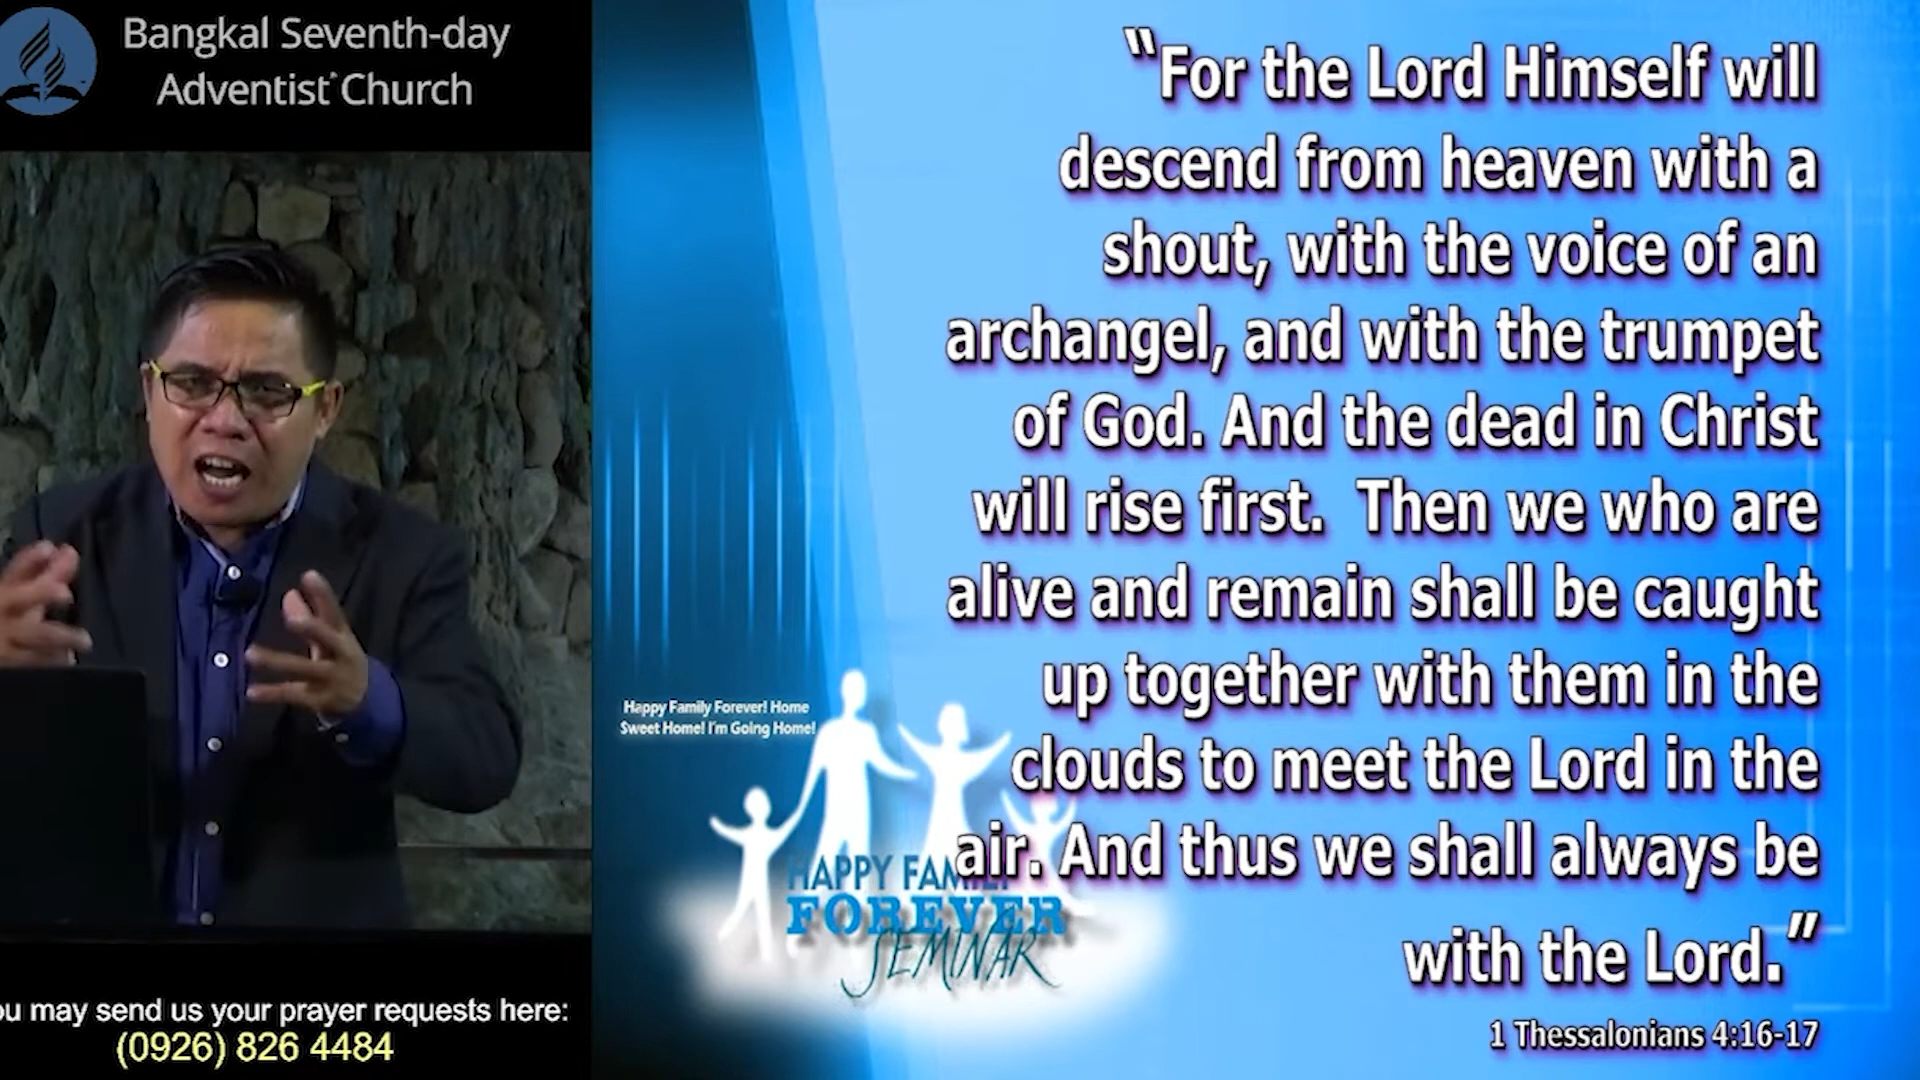 Bangkal Seventh-day
Adventist® Church
"For the Lord Himself will
descend from heaven with a
shout, with the voice of an
archangel, and with the trumpet
of God. And the dead in Christ
will rise first. Then we who are
alive and remain shall be caught
up together with them in the
clouds to meet the Lord in the
air. And thus we shall always be
with the Lord."
1 Thessalonians 4:16-17
Happy Family Forever! Home
Sweet Home! I'm Going Home!
HAPPY FAMILY
FOREVER
SEMINAR
ou may send us your prayer requests here:
(0926) 826 4484